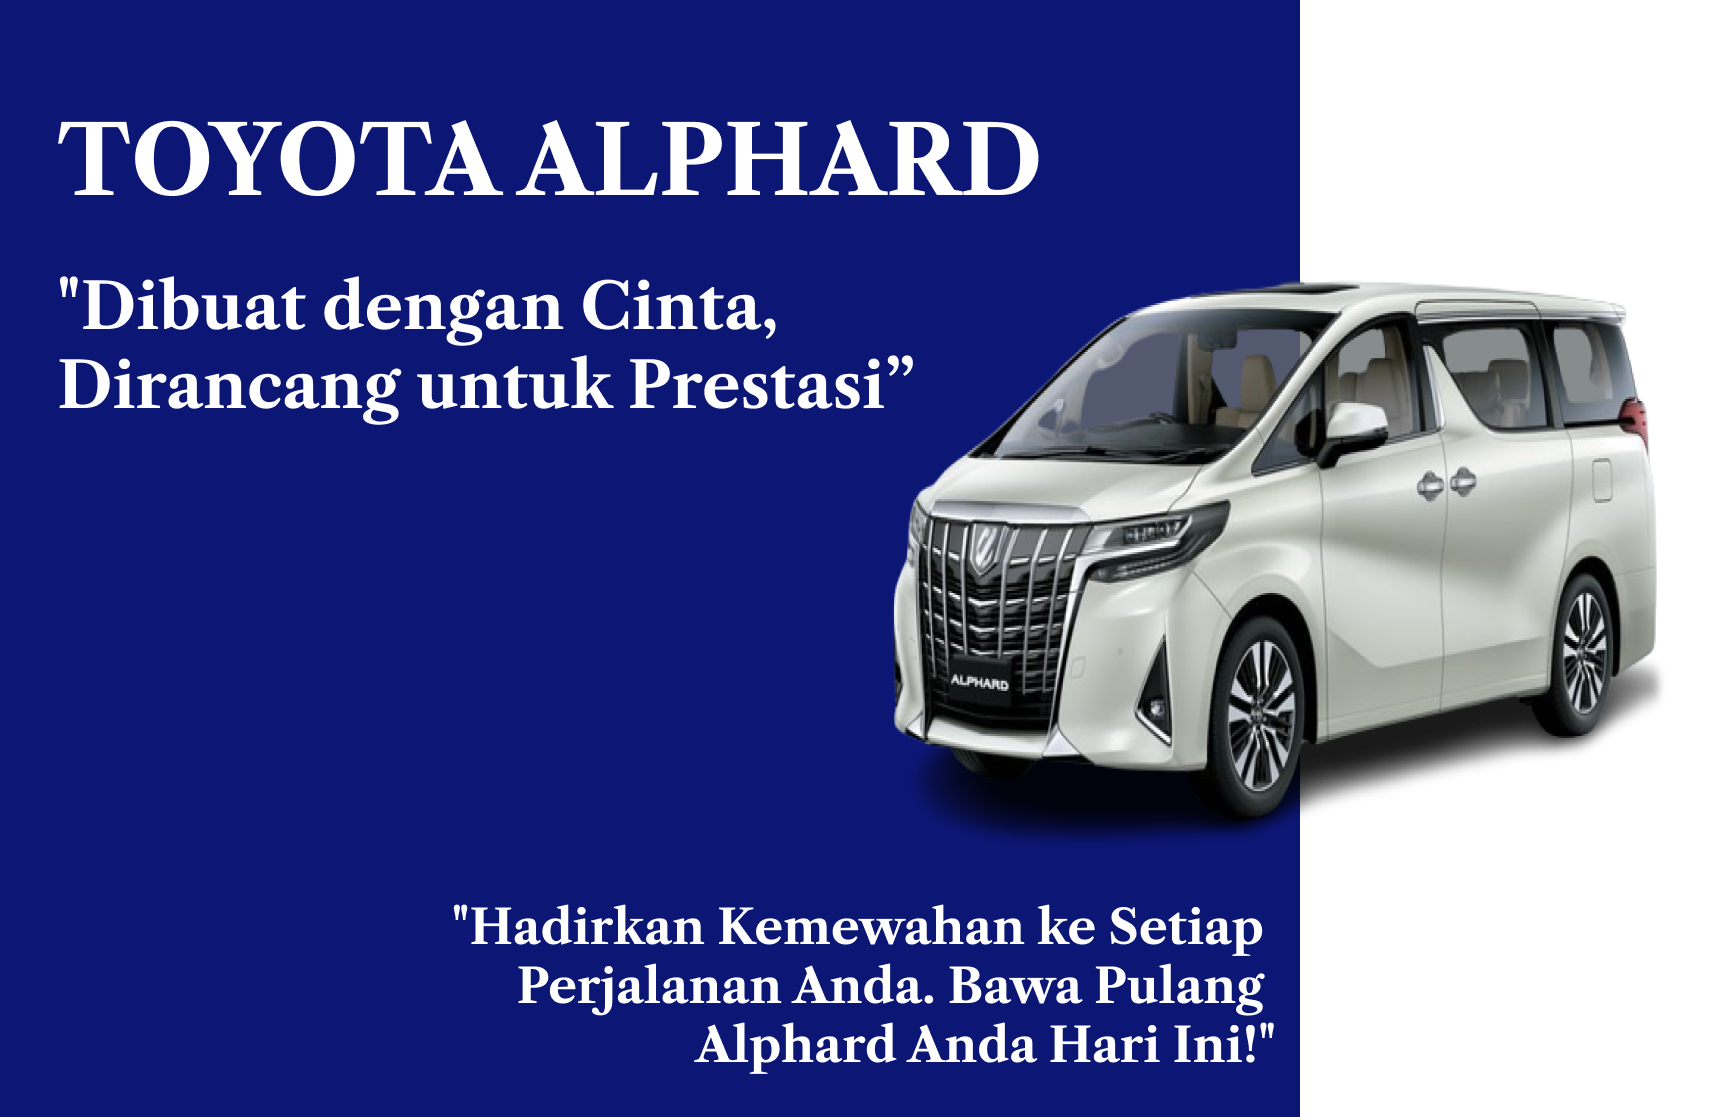 TOYOTA ALPHARD
"Dibuat dengan Cinta,
Dirancang untuk Prestasi”
ALPHARD
"Hadirkan Kemewahan ke Setiap
Perjalanan Anda. Bawa Pulang
Alphard Anda Hari Ini!"